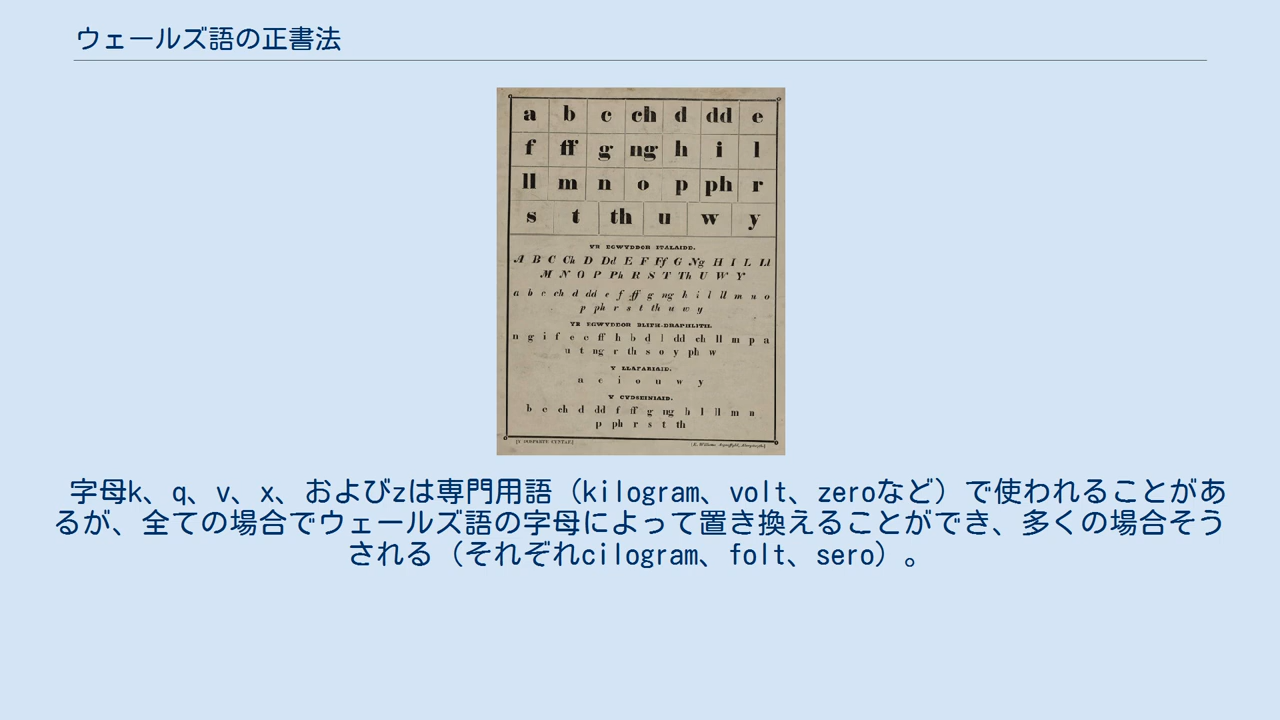 ウェールズ語の正書法
a b c ch d dd e
f ff g ng h i l
ll m n o p ph r
s t th u w y
YR EGWYDDOR ITALAIDD.
A B C Ch D Dd E F Ff G Ng H I L Ll
M N O P Ph R S T Th U W Y
a b c ch d dd e f ff g ng h i l ll m n o
p ph r s t th u w y
YR EGWYDDOR BLITH-DRAPHLITH.
n g i f e c ff h b d l dd ch ll m p a
u t ng r th s o y ph w
Y LLAFARIAID.
a e i o u w y
Y CYDSEINIAID.
b c ch d dd f ff g ng h l ll m n
p ph r s t th
字母k、q、v、x、およびzは専門用語（kilogram、volt、zeroなど）で使われることがあ
るが、全ての場合でウェールズ語の字母によって置き換えることができ、多くの場合そう
される（それぞれcilogram、folt、sero）。